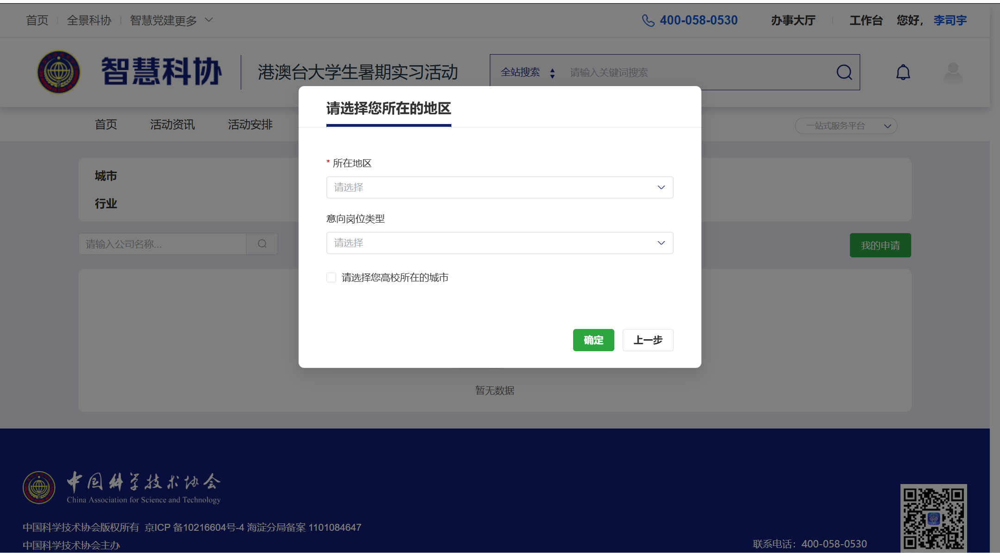 首页 全景科协 智慧党建更多 400-058-0530 办事大厅 工作台 您好， 李司宇
智慧科协 港澳台大学生暑期实习活动 全站搜索 请输入关键词搜索
首页 活动资讯 活动安排 一站式服务平台
请选择您所在的地区
* 所在地区
请选择
意向岗位类型
请选择
请选择您高校所在的城市
确定 上一步
城市
行业
请输入公司名称... 我的申请
暂无数据
中国科学技术协会
China Association for Science and Technology
中国科学技术协会版权所有 京ICP 备10216604号-4 海淀分局备案 1101084647
中国科学技术协会主办
联系电话：400-058-0530